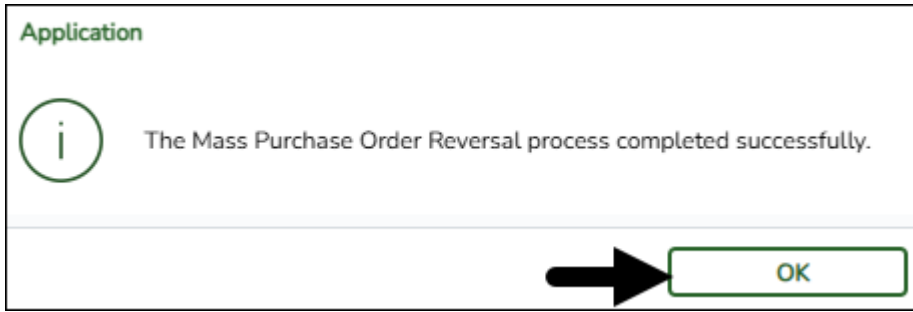 Application
The Mass Purchase Order Reversal process completed successfully.
OK